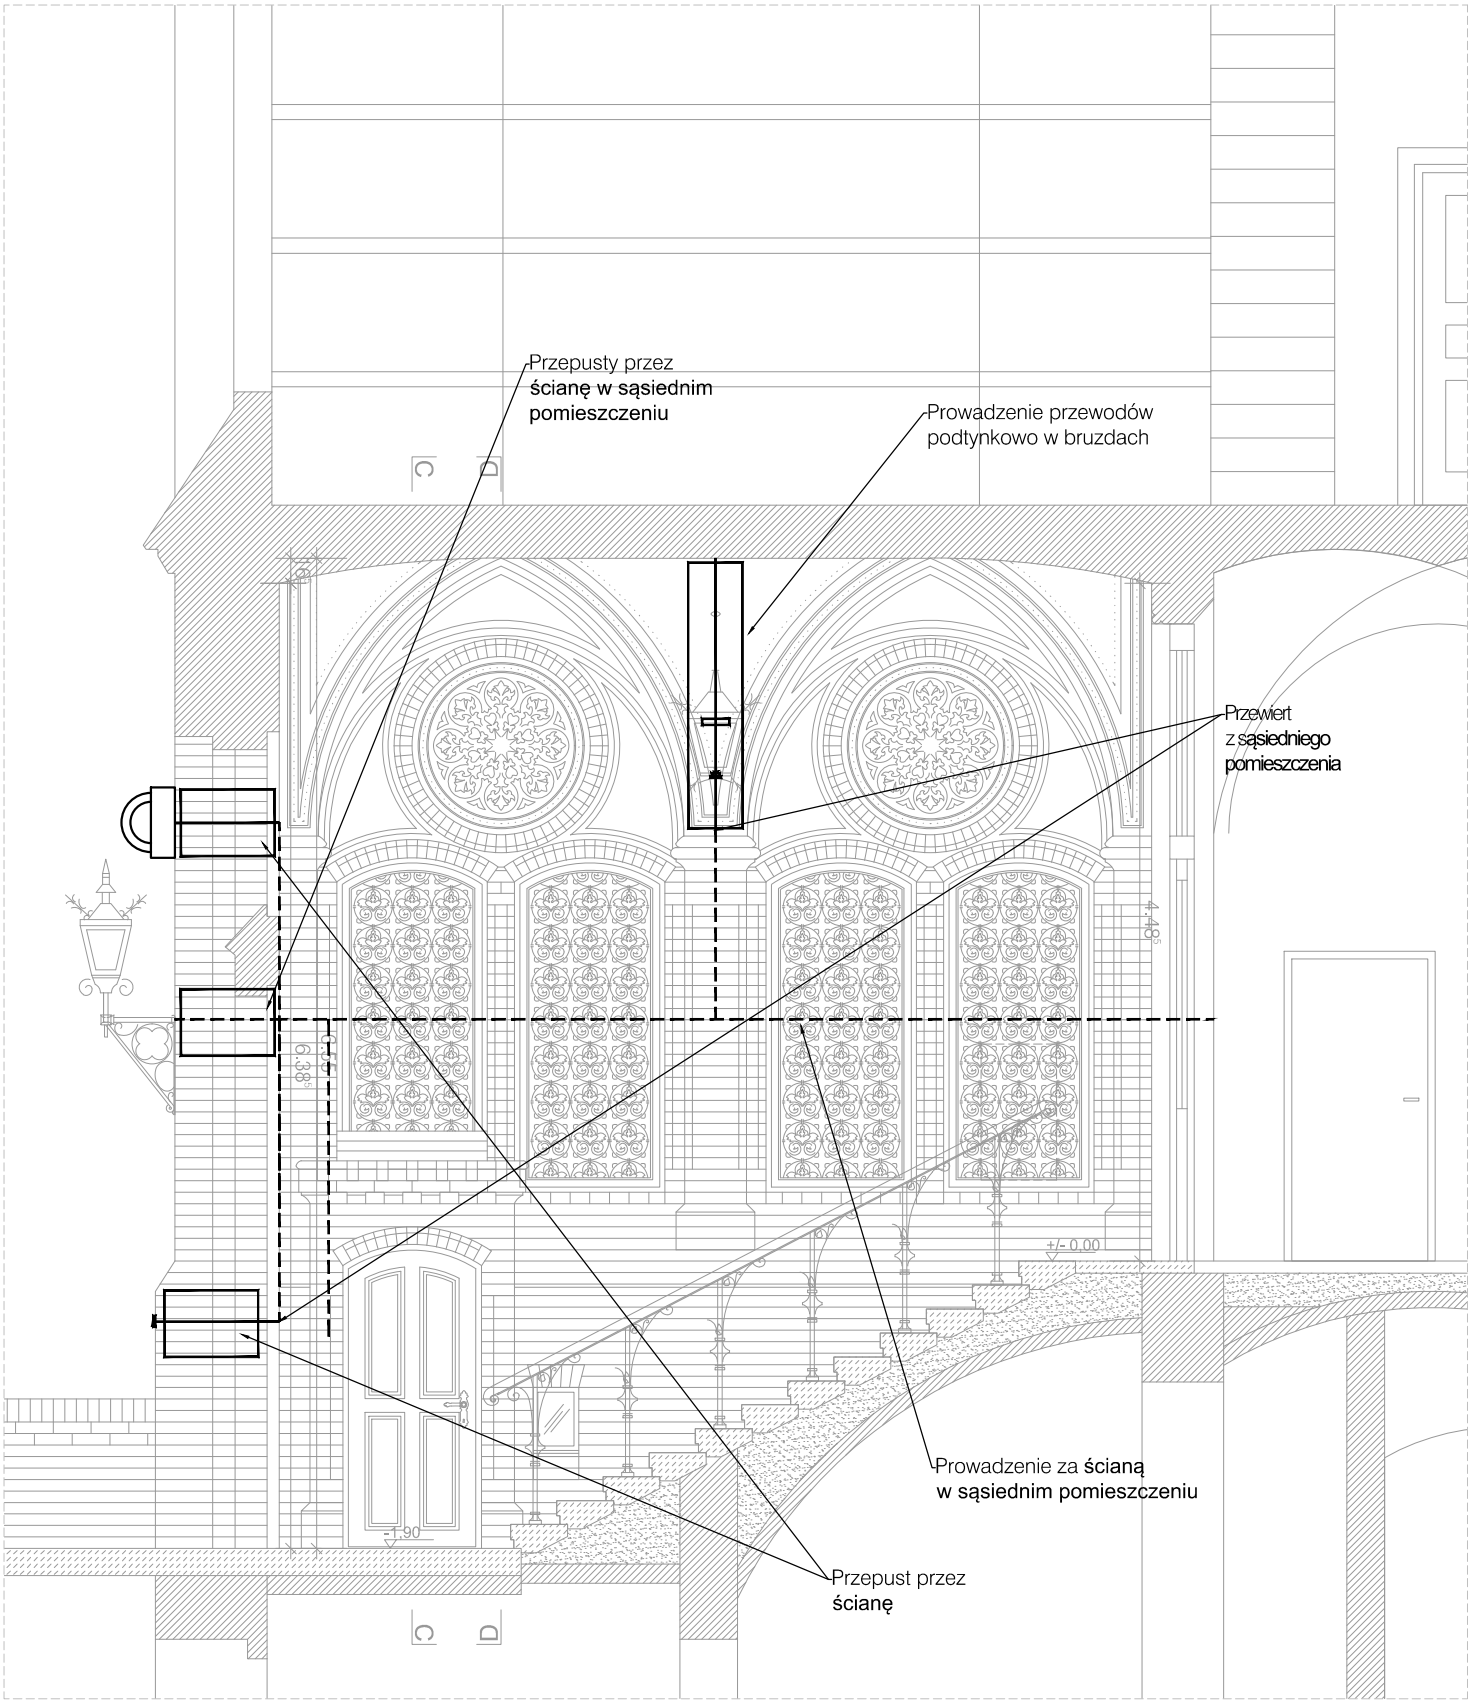 Przepusty przez
ścianę w sąsiednim
pomieszczeniu
Prowadzenie przewodów
podtynkowo w bruzdach
C
D
Przewiert
z sąsiedniego
pomieszczenia
4.48⁵
6.38⁵
+/- 0,00
Prowadzenie za ścianą
w sąsiednim pomieszczeniu
-1,90
Przepust przez
ścianę
C
D